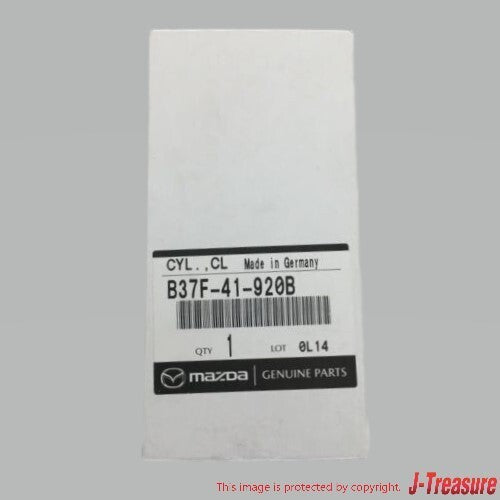 CYL.,CL Made in Germany
B37F-41-920B
QTY 1 LOT 0L14
mazda GENUINE PARTS
This image is protected by copyright. J-Treasure